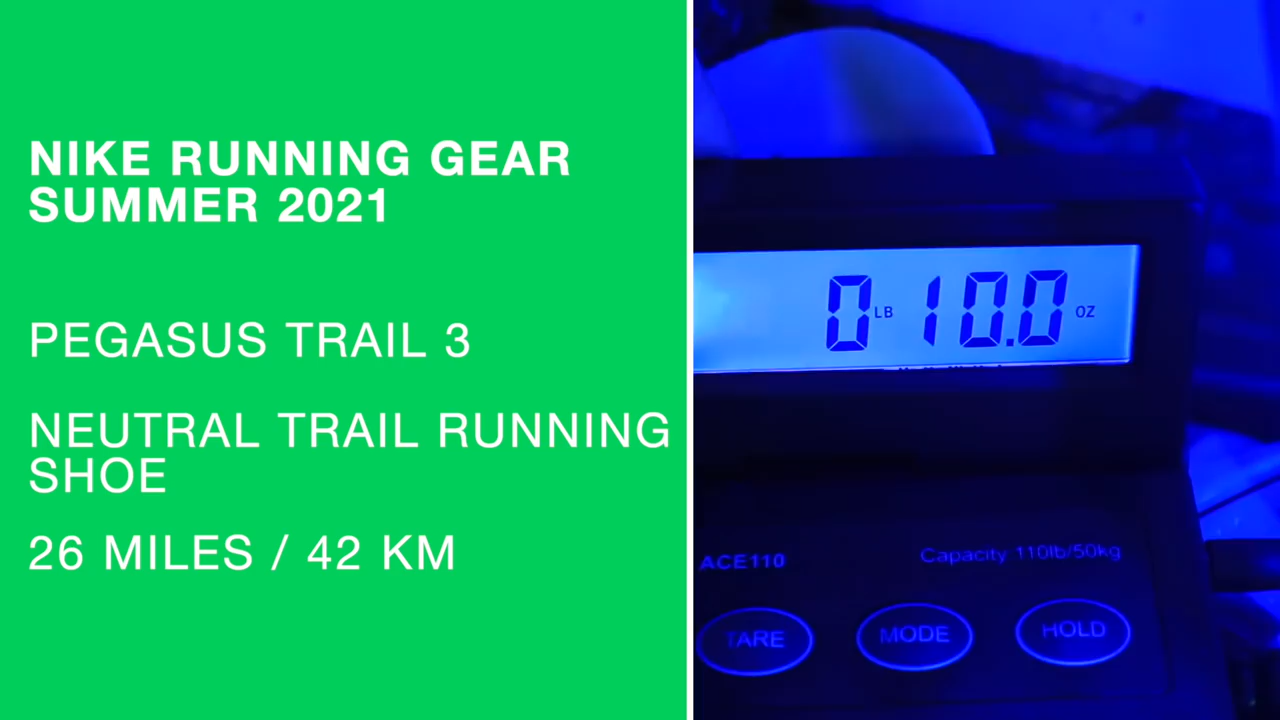 NIKE RUNNING GEAR
SUMMER 2021
PEGASUS TRAIL 3
NEUTRAL TRAIL RUNNING
SHOE
26 MILES / 42 KM
0 LB 10.0 OZ
ACE110
Capacity 110lb/50kg
TARE MODE HOLD